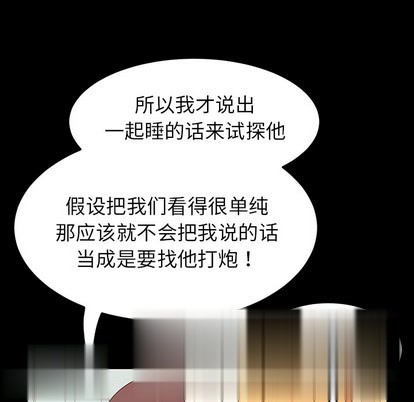 所以我才说出
一起睡的话来试探他
假设把我们看得很单纯
那应该就不会把我说的话
当成是要找他打炮！